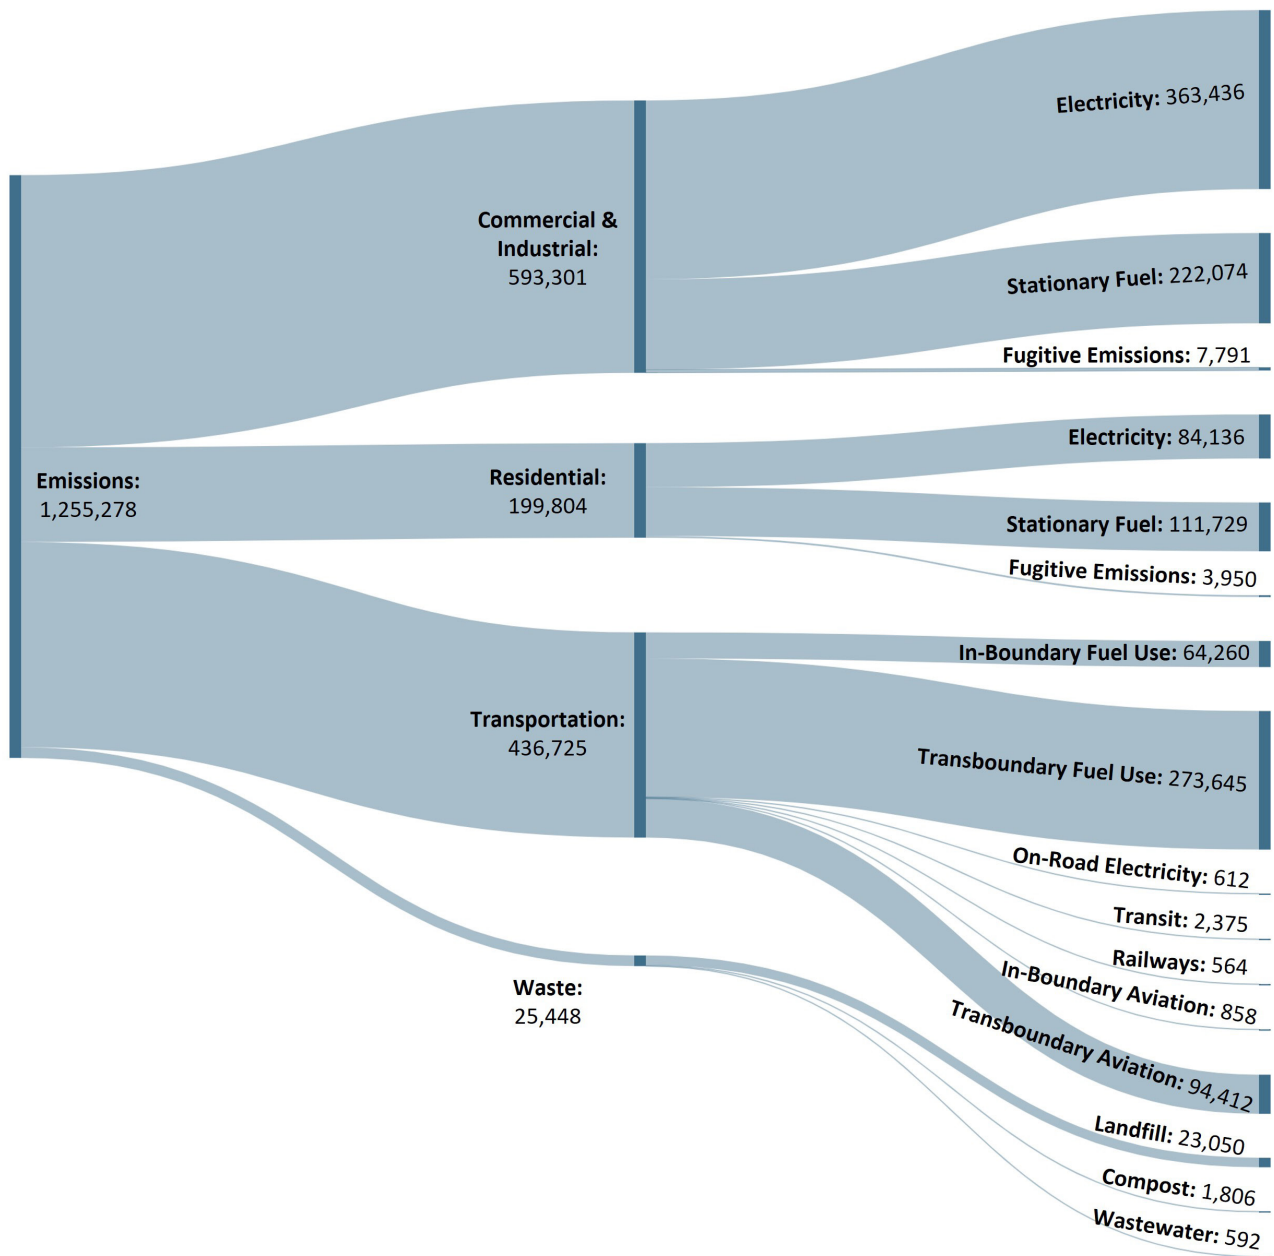 Emissions:
1,255,278
Commercial &
Industrial:
593,301
Residential:
199,804
Transportation:
436,725
Waste:
25,448
Electricity: 363,436
Stationary Fuel: 222,074
Fugitive Emissions: 7,791
Electricity: 84,136
Stationary Fuel: 111,729
Fugitive Emissions: 3,950
In-Boundary Fuel Use: 64,260
Transboundary Fuel Use: 273,645
On-Road Electricity: 612
Transit: 2,375
Railways: 564
In-Boundary Aviation: 858
Transboundary Aviation: 94,412
Landfill: 23,050
Compost: 1,806
Wastewater: 592